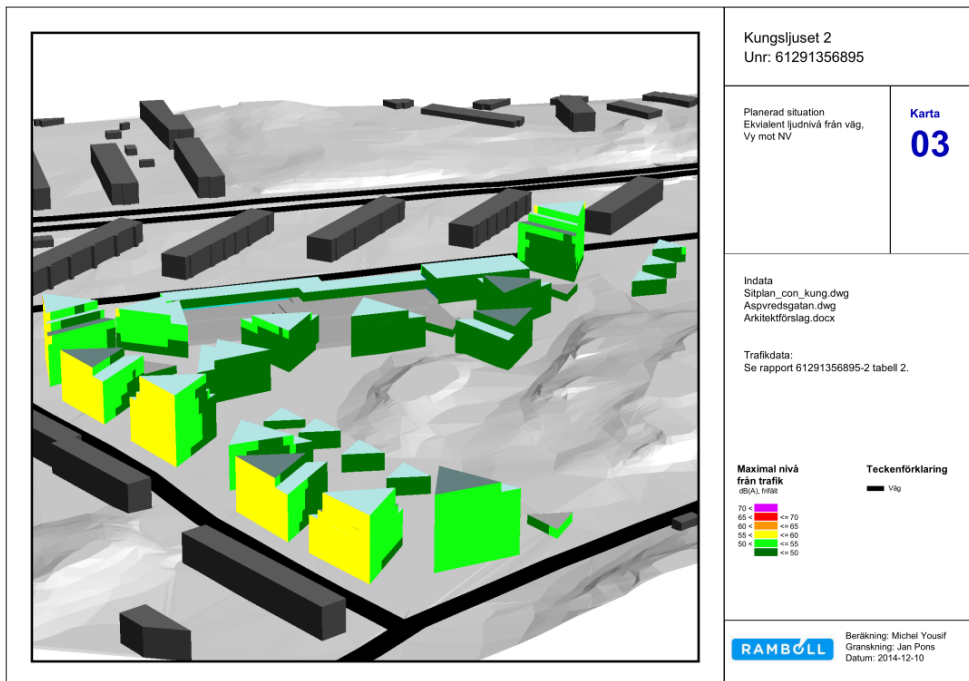 Kungsljuset 2
Unr: 61291356895
Planerad situation
Ekvialent ljudnivå från väg,
Vy mot NV
Karta
03
Indata
Sitplan_con_kung.dwg
Aspvredsgatan.dwg
Arkitektförslag.docx
Trafikdata:
Se rapport 61291356895-2 tabell 2.
Maximal nivå
från trafik
dB(A), frifält
70 <
65 < <= 70
60 < <= 65
55 < <= 60
50 < <= 55
<= 50
Teckenförklaring
Väg
RAMBOLL
Beräkning: Michel Yousif
Granskning: Jan Pons
Datum: 2014-12-10